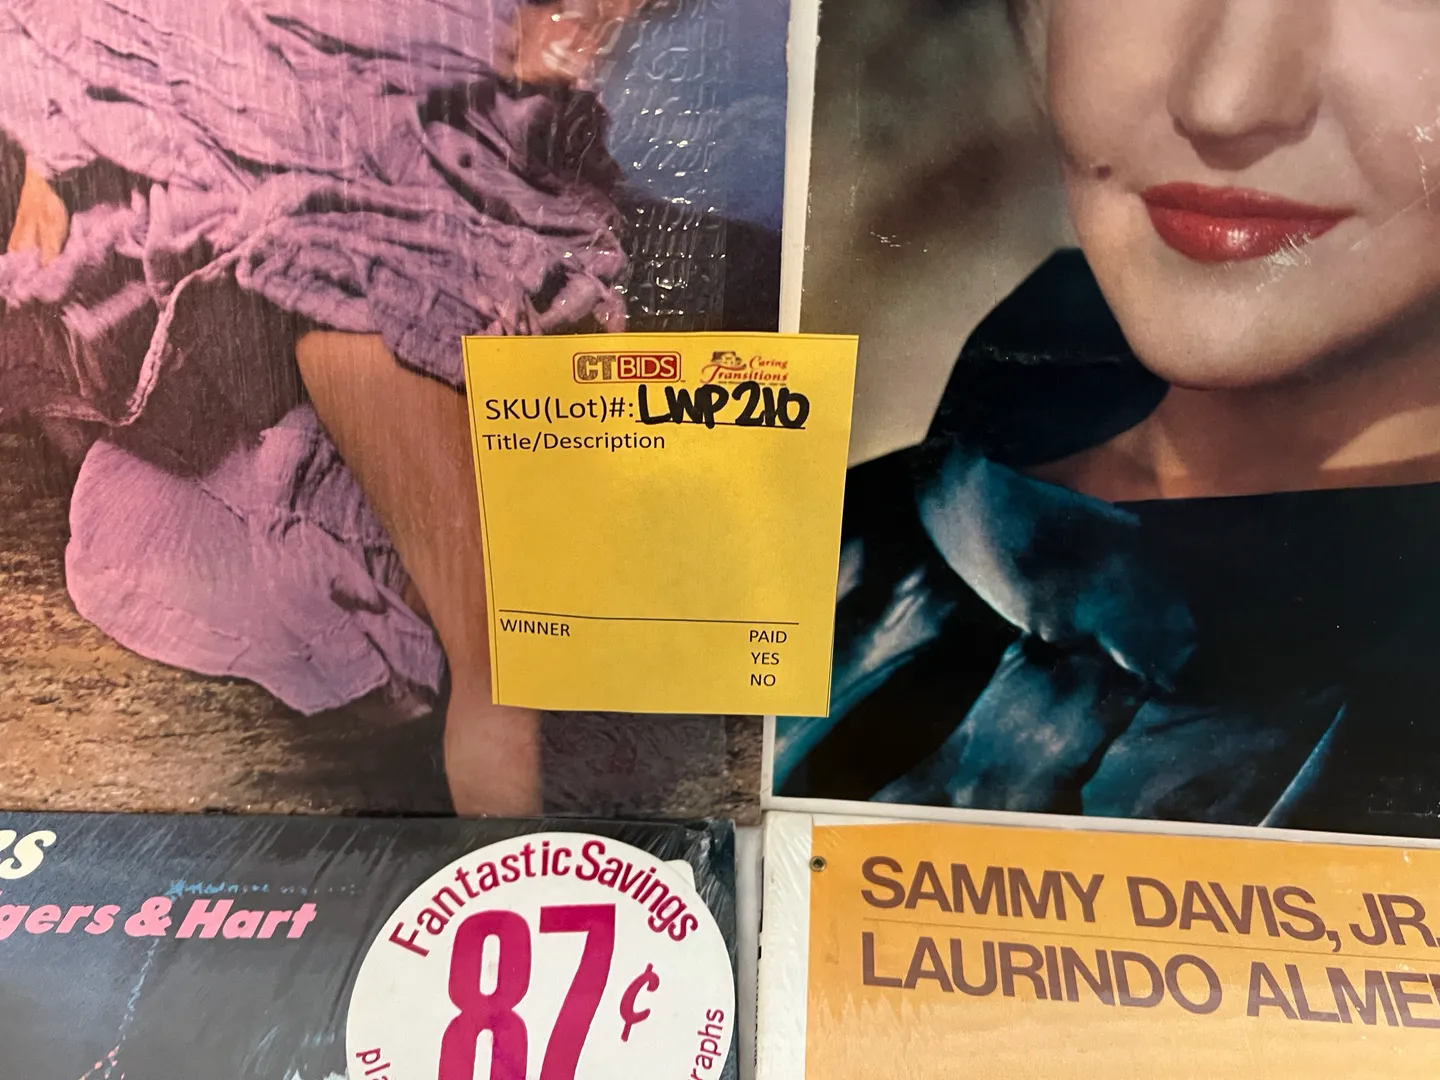 CTBIDS
Caring
Transitions
SKU(Lot)#: LWP210
Title/Description
WINNER
PAID
YES
NO
gers & Hart
Fantastic Savings
87¢
SAMMY DAVIS, JR.
LAURINDO ALME